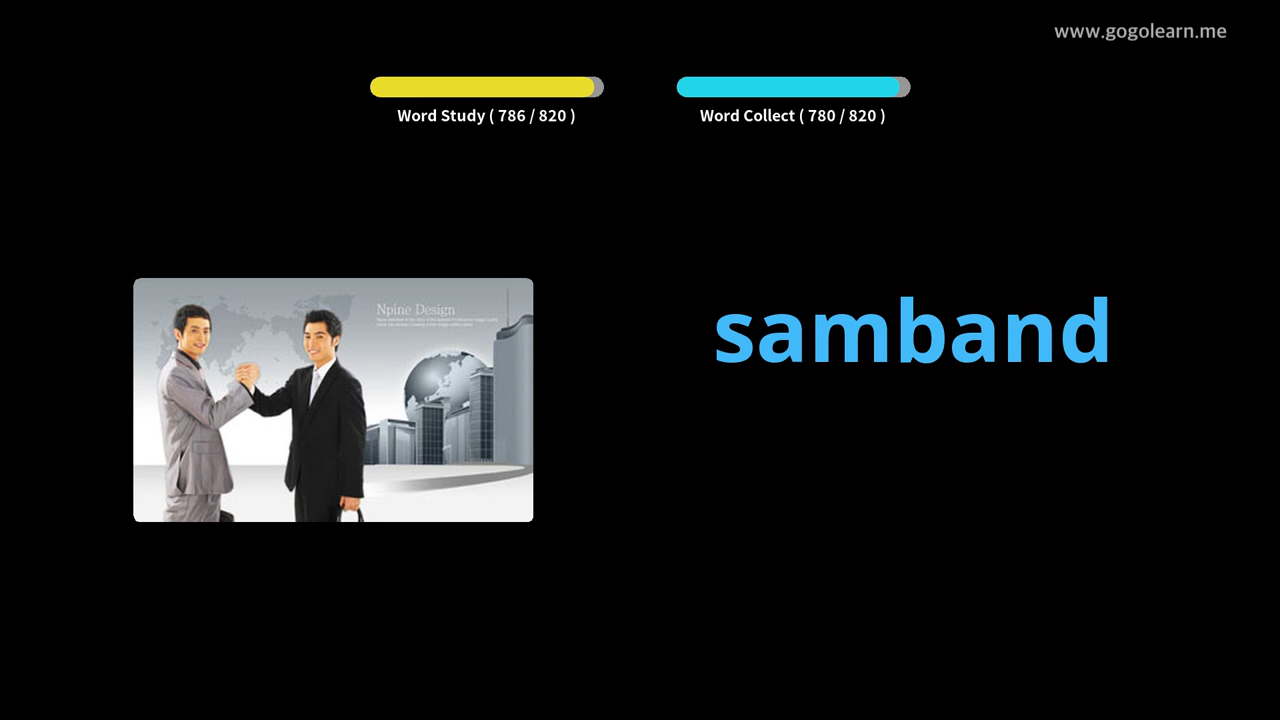 www.gogolearn.me
Word Study ( 786 / 820 )
Word Collect ( 780 / 820 )
Npine Design
samband